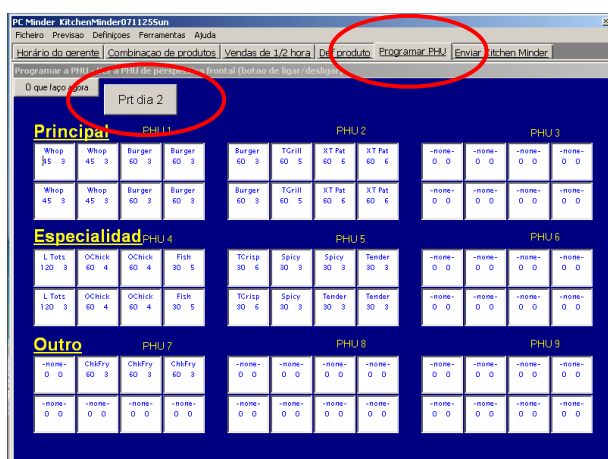 PC Minder KitchenMinder071125Sun
Ficheiro Previsao Definiçoes Ferramentas Ajuda
Horário do gerente Combinaçao de produtos Vendas de 1/2 hora Def produto Programar PHU Enviar Kitchen Minder
Programar a PHU - Ver a PHU de perspectiva frontal (botao de ligar/desligar
O que faço agora
Prt dia 2
Principal PHU 1 PHU 2 PHU 3
Whop Whop Burger Burger Burger TGrill XT Pat XT Pat -none- -none- -none- -none-
45 3 45 3 60 3 60 3 60 3 60 5 60 6 60 6 0 0 0 0 0 0 0 0
Whop Whop Burger Burger Burger TGrill XT Pat XT Pat -none- -none- -none- -none-
45 3 45 3 60 3 60 3 60 3 60 5 60 6 60 6 0 0 0 0 0 0 0 0
Especialidad PHU 4 PHU 5 PHU 6
L Tots OChick OChick Fish TCrisp Spicy Spicy Tender -none- -none- -none- -none-
120 3 60 4 60 4 30 5 30 6 30 3 30 3 30 3 0 0 0 0 0 0 0 0
L Tots OChick OChick Fish TCrisp Spicy Tender Tender -none- -none- -none- -none-
120 3 60 4 60 4 30 5 30 6 30 3 30 3 30 3 0 0 0 0 0 0 0 0
Outro PHU 7 PHU 8 PHU 9
-none- ChkFry ChkFry ChkFry -none- -none- -none- -none- -none- -none- -none- -none-
0 0 60 3 60 3 60 3 0 0 0 0 0 0 0 0 0 0 0 0 0 0 0 0
-none- -none- -none- -none- -none- -none- -none- -none- -none- -none- -none- -none-
0 0 0 0 0 0 0 0 0 0 0 0 0 0 0 0 0 0 0 0 0 0 0 0